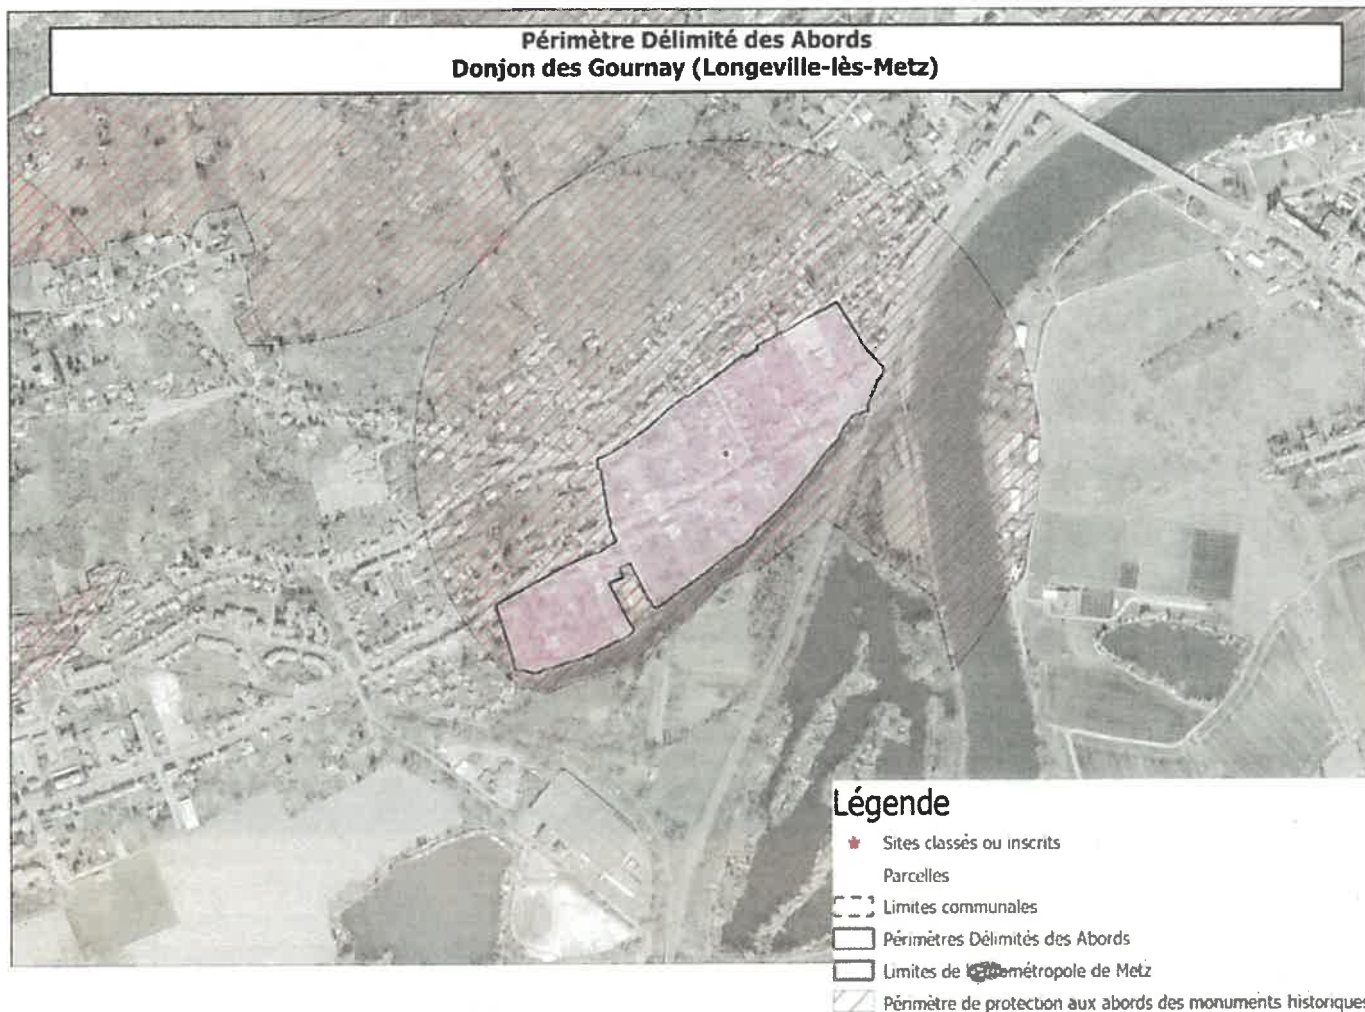 Périmètre Délimité des Abords
Donjon des Gournay (Longeville-lès-Metz)
Légende
Sites classés ou inscrits
Parcelles
Limites communales
Périmètres Délimités des Abords
Limites de métropole de Metz
Périmètre de protection aux abords des monuments historiques